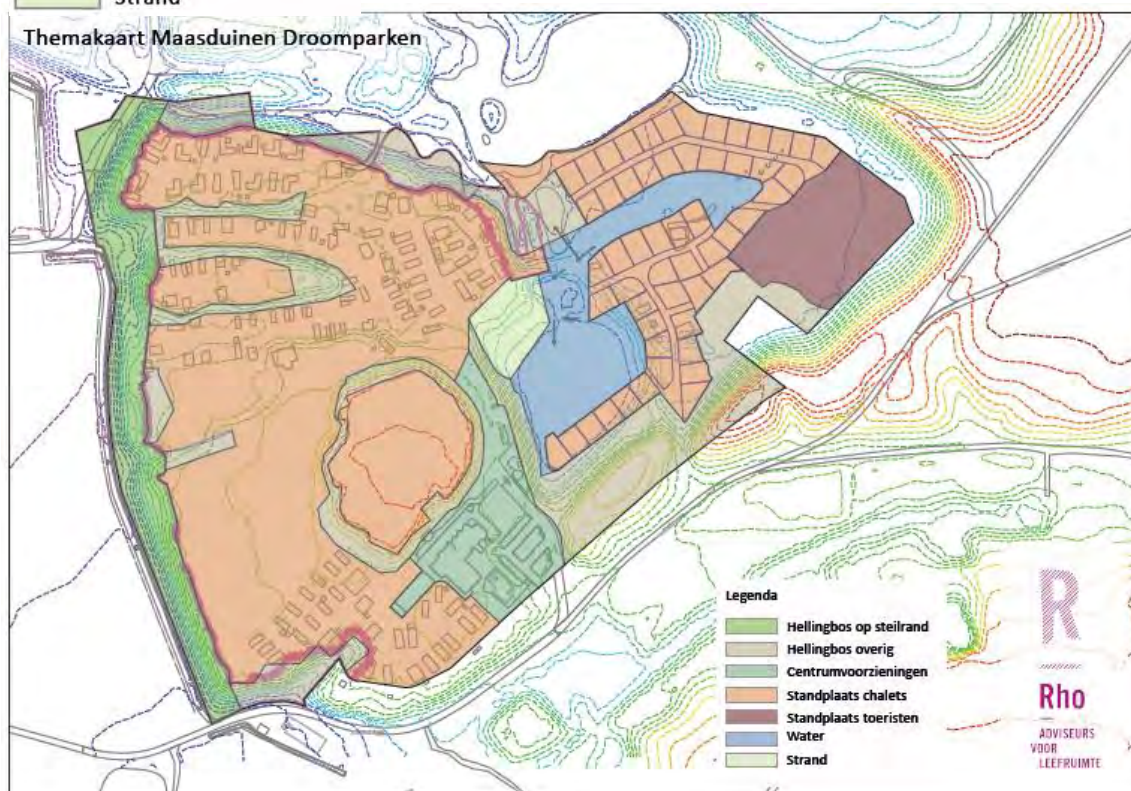 Strand
Themakaart Maasduinen Droomparken
Legenda
Hellingbos op steilrand
Hellingbos overig
Centrumvoorzieningen
Standplaats chalets
Standplaats toeristen
Water
Strand
R
Rho
ADVISEURS
VOOR
LEEFRUIMTE